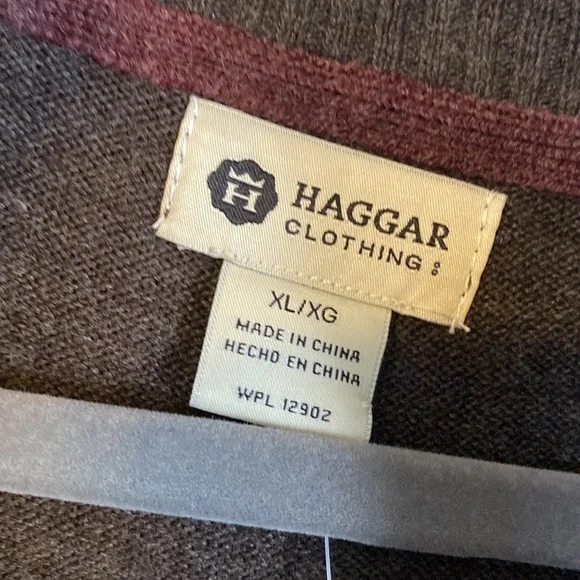 H HAGGAR
CLOTHING CO
XL/XG
MADE IN CHINA
HECHO EN CHINA
WPL 12902